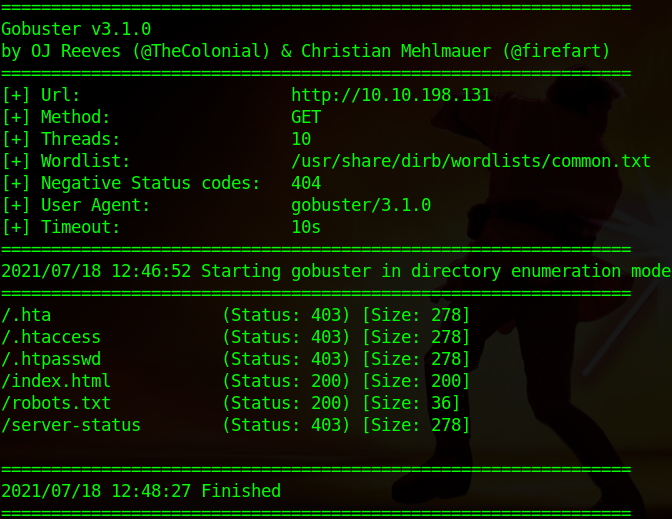 ===============================================================
Gobuster v3.1.0
by OJ Reeves (@TheColonial) & Christian Mehlmauer (@firefart)
===============================================================
[+] Url:                     http://10.10.198.131
[+] Method:                  GET
[+] Threads:                 10
[+] Wordlist:                /usr/share/dirb/wordlists/common.txt
[+] Negative Status codes:   404
[+] User Agent:              gobuster/3.1.0
[+] Timeout:                 10s
===============================================================
2021/07/18 12:46:52 Starting gobuster in directory enumeration mode
===============================================================
/.hta                 (Status: 403) [Size: 278]
/.htaccess            (Status: 403) [Size: 278]
/.htpasswd            (Status: 403) [Size: 278]
/index.html           (Status: 200) [Size: 200]
/robots.txt           (Status: 200) [Size: 36]
/server-status        (Status: 403) [Size: 278]
===============================================================
2021/07/18 12:48:27 Finished
===============================================================